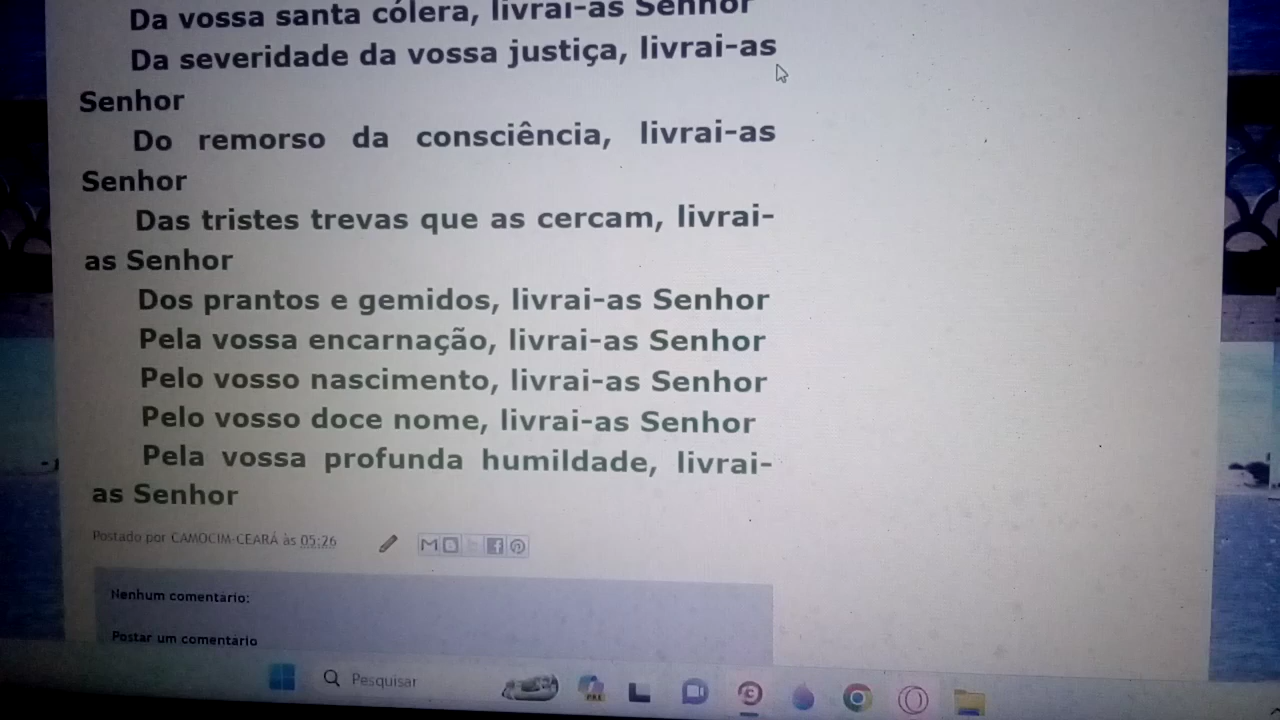 Da vossa santa cólera, livrai-as Senhor
Da severidade da vossa justiça, livrai-as
Senhor
Do remorso da consciência, livrai-as
Senhor
Das tristes trevas que as cercam, livrai-
as Senhor
Dos prantos e gemidos, livrai-as Senhor
Pela vossa encarnação, livrai-as Senhor
Pelo vosso nascimento, livrai-as Senhor
Pelo vosso doce nome, livrai-as Senhor
Pela vossa profunda humildade, livrai-
as Senhor
Postado por CAMOCIM-CEARÁ às 05:26
Nenhum comentário:
Postar um comentário
Pesquisar
PRE